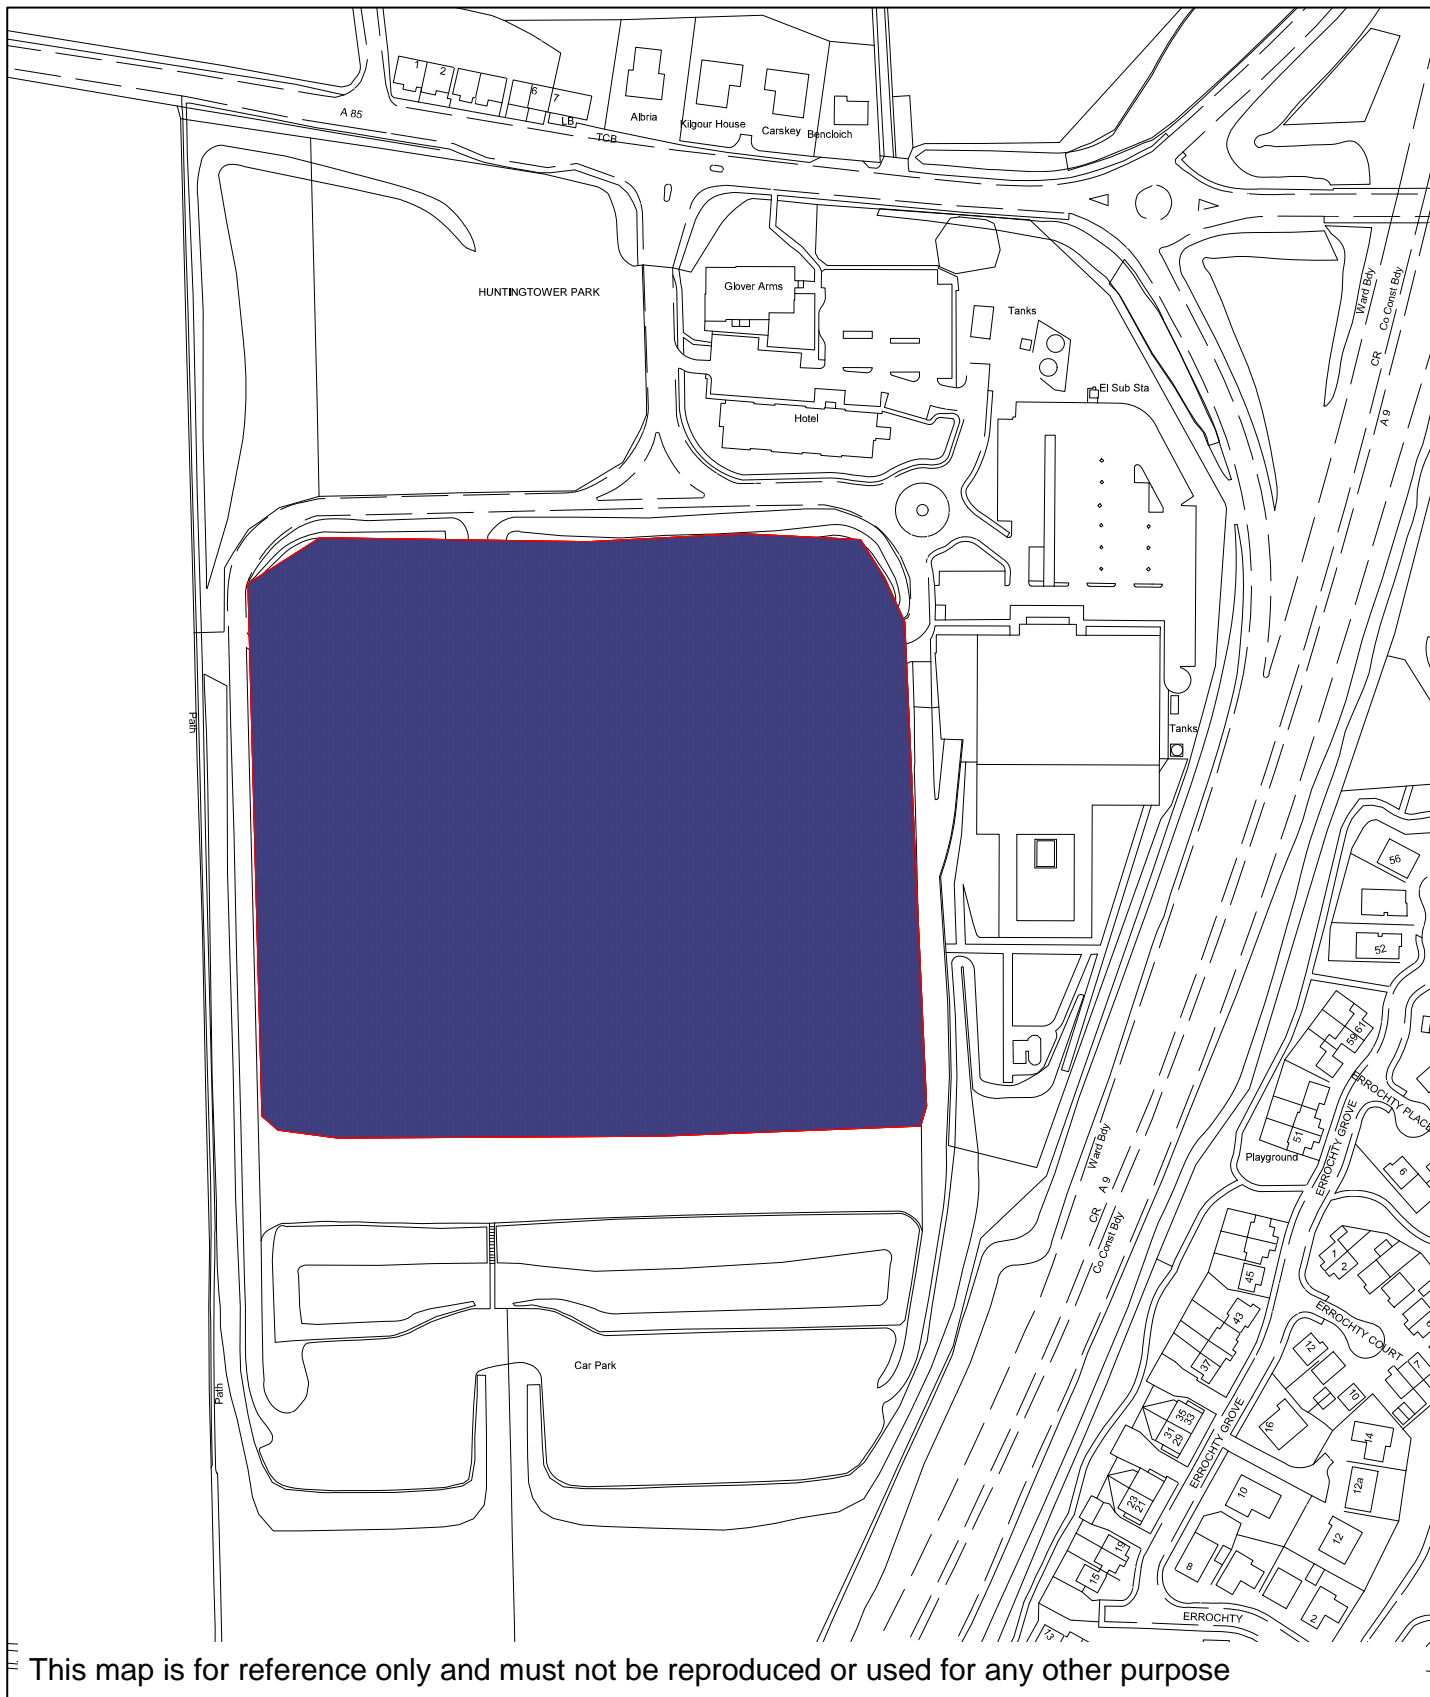 1
2
6
7
LB
TCB
A 85
Albria
Kilgour House
Carskey
Bencloich
HUNTINGTOWER PARK
Glover Arms
Tanks
El Sub Sta
Hotel
Ward Bdy
Co Const Bdy
CR
A 9
Path
Tanks
56
52
59
61
ERROCHTY PLACE
ERROCHTY GROVE
51
Playground
6
Ward Bdy
A 9
CR
Co Const Bdy
1
2
45
43
37
ERROCHTY COURT
12
7
10
16
14
12a
Car Park
Path
35
33
31
29
ERROCHTY GROVE
23
21
10
12
19
15
8
2
ERROCHTY
13
This map is for reference only and must not be reproduced or used for any other purpose